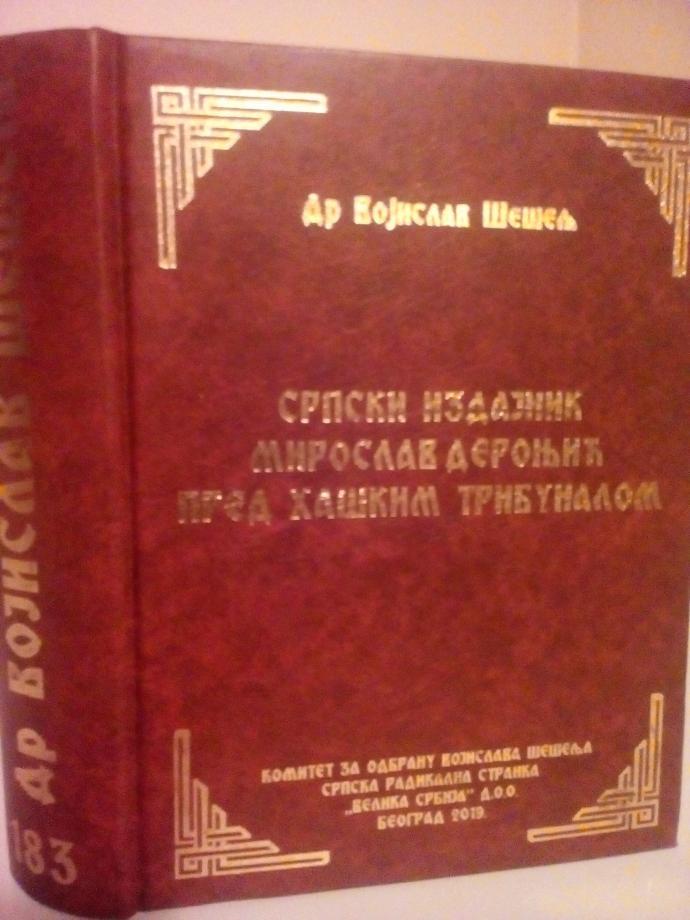 Др Војислав Шешељ
СРПСКИ ИЗДАЈНИК
МИРОСЛАВ ДЕРОЊИЋ
ПРЕД ХАШКИМ ТРИБУНАЛОМ
КОМИТЕТ ЗА ОДБРАНУ ВОЈИСЛАВА ШЕШЕЉА
СРПСКА РАДИКАЛНА СТРАНКА
„ВЕЛИКА СРБИЈА” Д.О.О.
БЕОГРАД 2019.
ДР ВОЈИСЛАВ
183